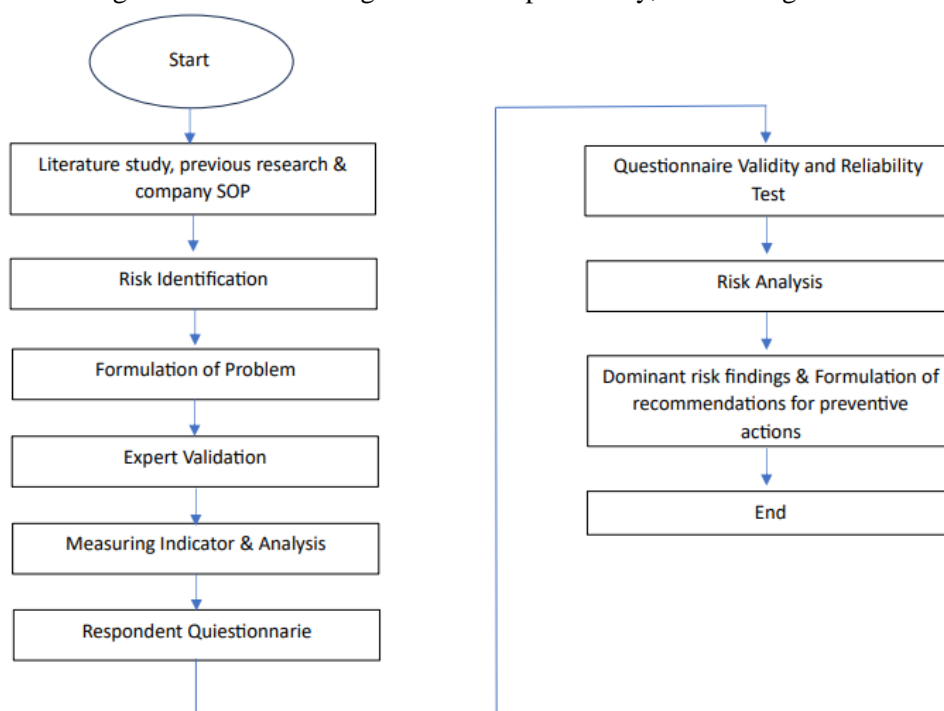 Start
Literature study, previous research &
company SOP
Risk Identification
Formulation of Problem
Expert Validation
Measuring Indicator & Analysis
Respondent Quiestionnarie
Questionnaire Validity and Reliability
Test
Risk Analysis
Dominant risk findings & Formulation of
recommendations for preventive
actions
End